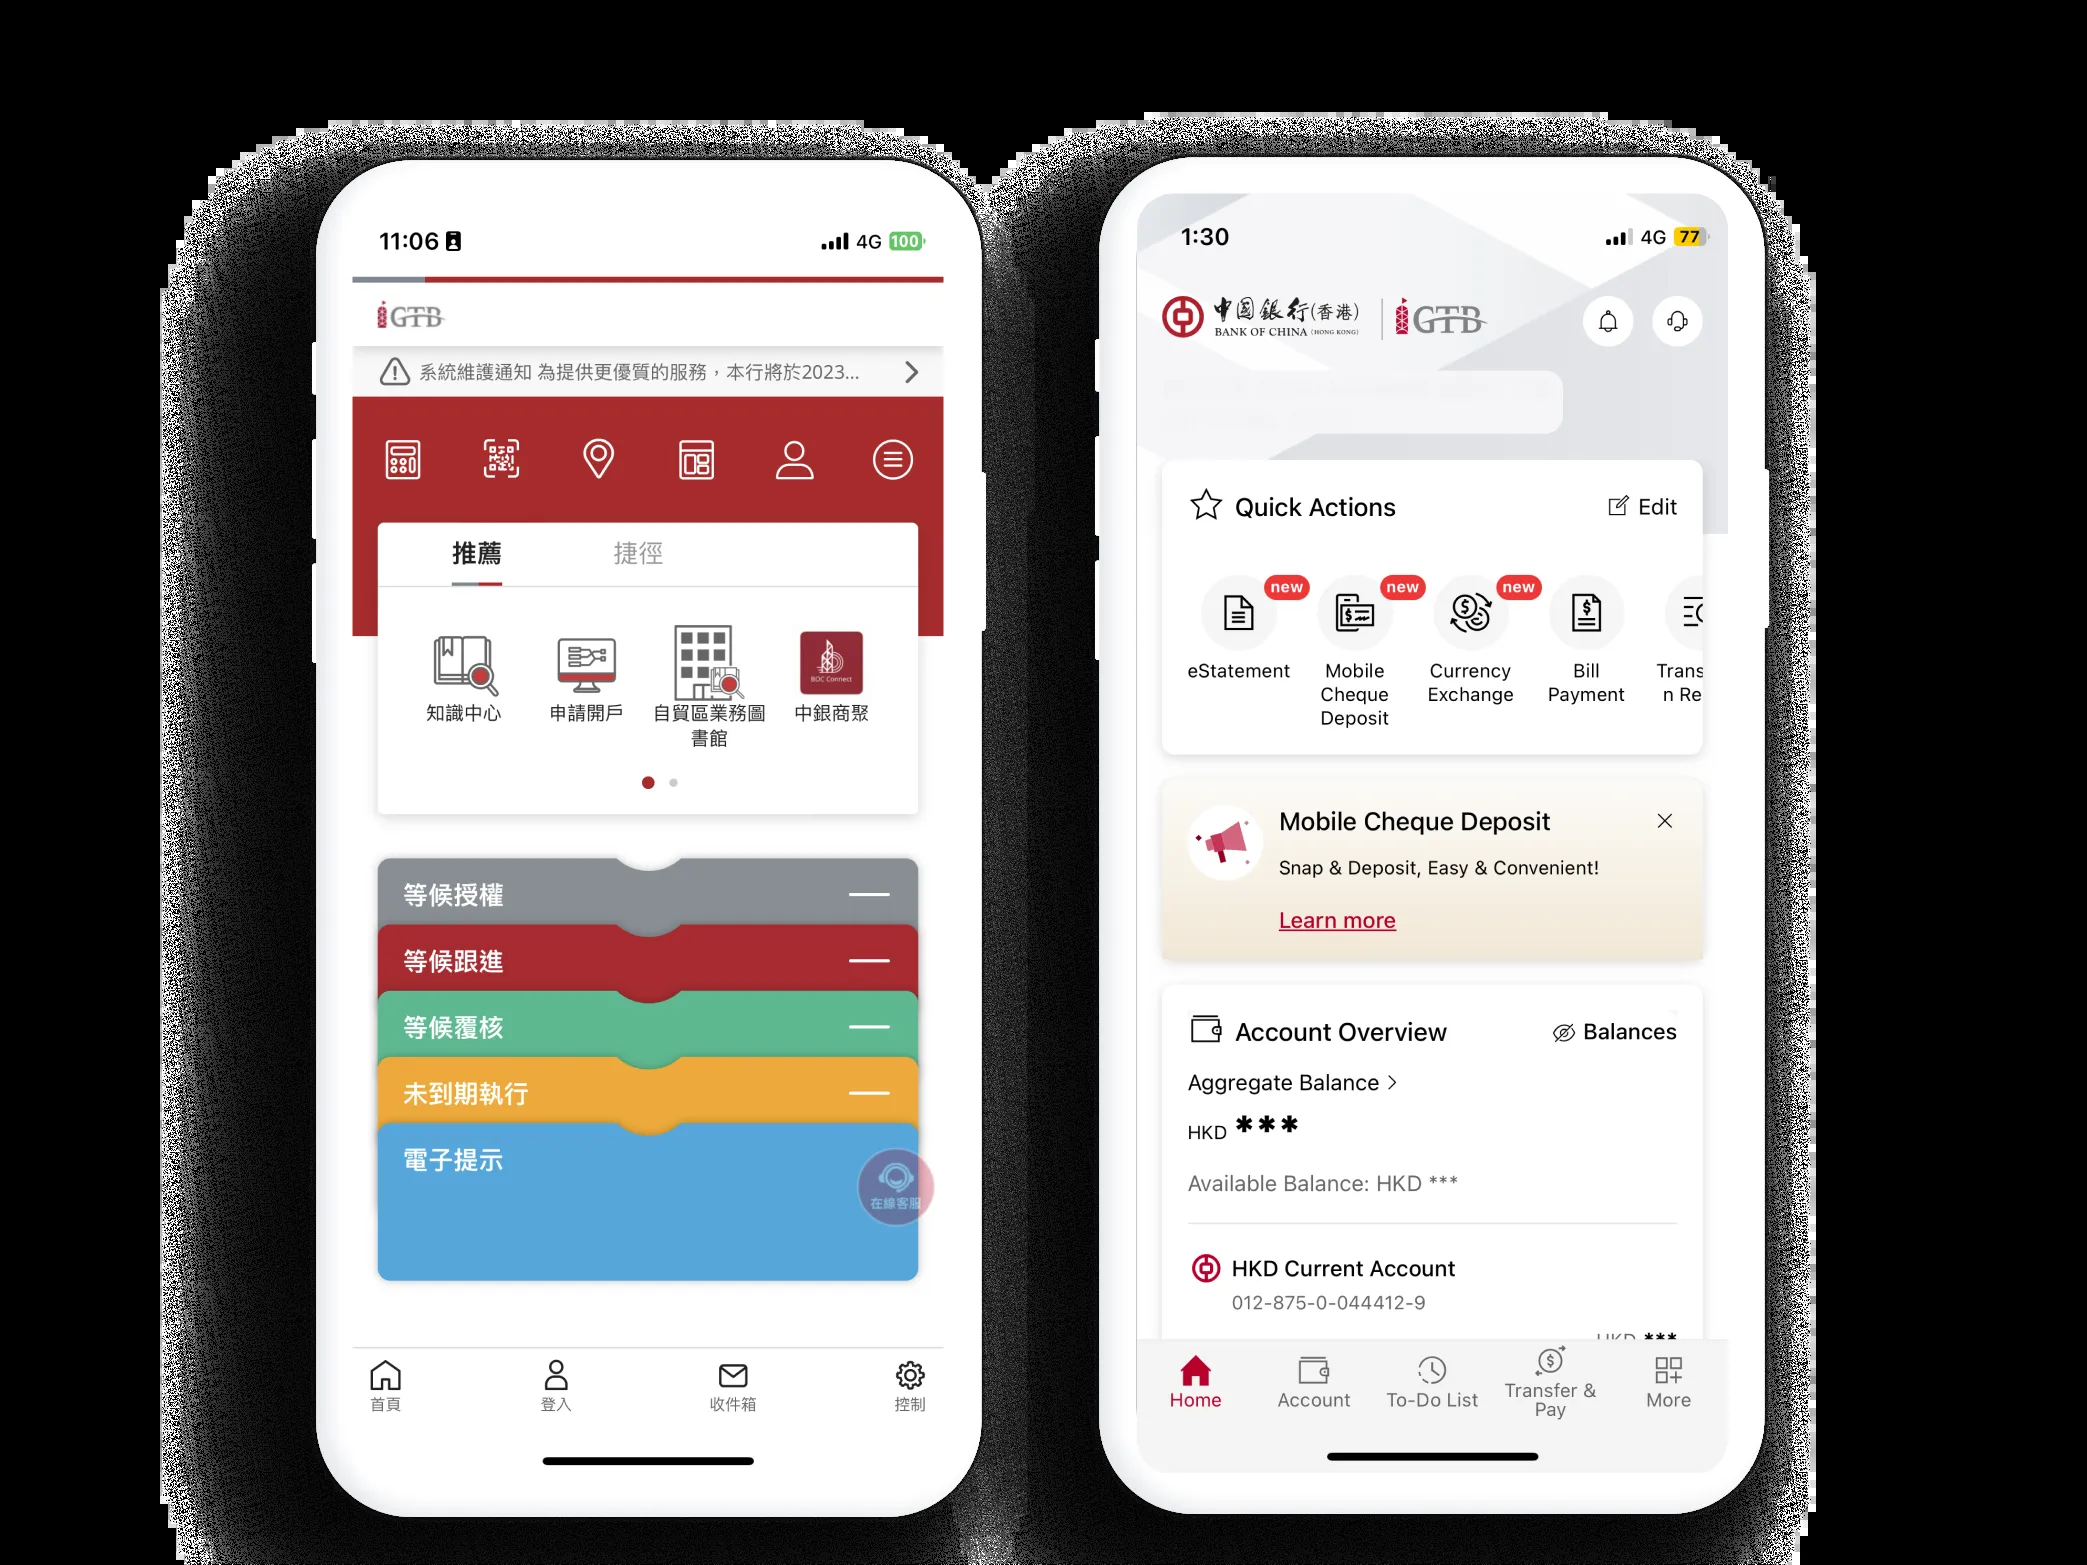 11:06
4G 100
iGTB
系統維護通知 為提供更優質的服務，本行將於2023...
推薦
捷徑
BOC Connect
知識中心
申請開戶
自貿區業務圖
書館
中銀商聚
等候授權
等候跟進
等候覆核
未到期執行
電子提示
在線客服
首頁
登入
收件箱
控制
1:30
4G 77
中国銀行(香港)
BANK OF CHINA (HONG KONG)
iGTB
Quick Actions
Edit
new
new
new
eStatement
Mobile
Cheque
Deposit
Currency
Exchange
Bill
Payment
Trans
n Re
Mobile Cheque Deposit
Snap & Deposit, Easy & Convenient!
Learn more
Account Overview
Balances
Aggregate Balance >
HKD ***
Available Balance: HKD ***
HKD Current Account
012-875-0-044412-9
HKD ***
Home
Account
To-Do List
Transfer &
Pay
More